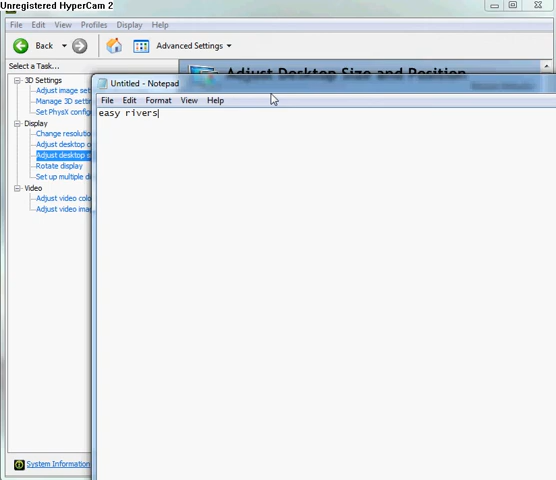 Unregistered HyperCam 2
File Edit View Profiles Display Help
Back Advanced Settings
Select a Task...
3D Settings
Adjust image set
Manage 3D setti
Set PhysX config
Display
Change resolutio
Adjust desktop c
Adjust desktop s
Rotate display
Set up multiple di
Video
Adjust video colo
Adjust video imag
System Information
Adjust Desktop Size and Position
Untitled - Notepad
File Edit Format View Help
easy rivers